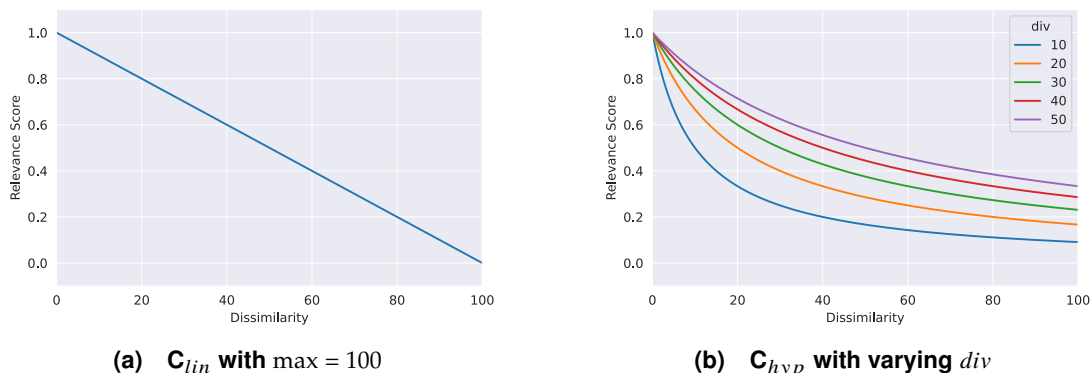 1.0
0.8
0.6
0.4
0.2
0.0
Relevance Score
0 20 40 60 80 100
Dissimilarity
(a) C_lin with max = 100
1.0
0.8
0.6
0.4
0.2
0.0
Relevance Score
0 20 40 60 80 100
Dissimilarity
div
10
20
30
40
50
(b) C_hyp with varying div